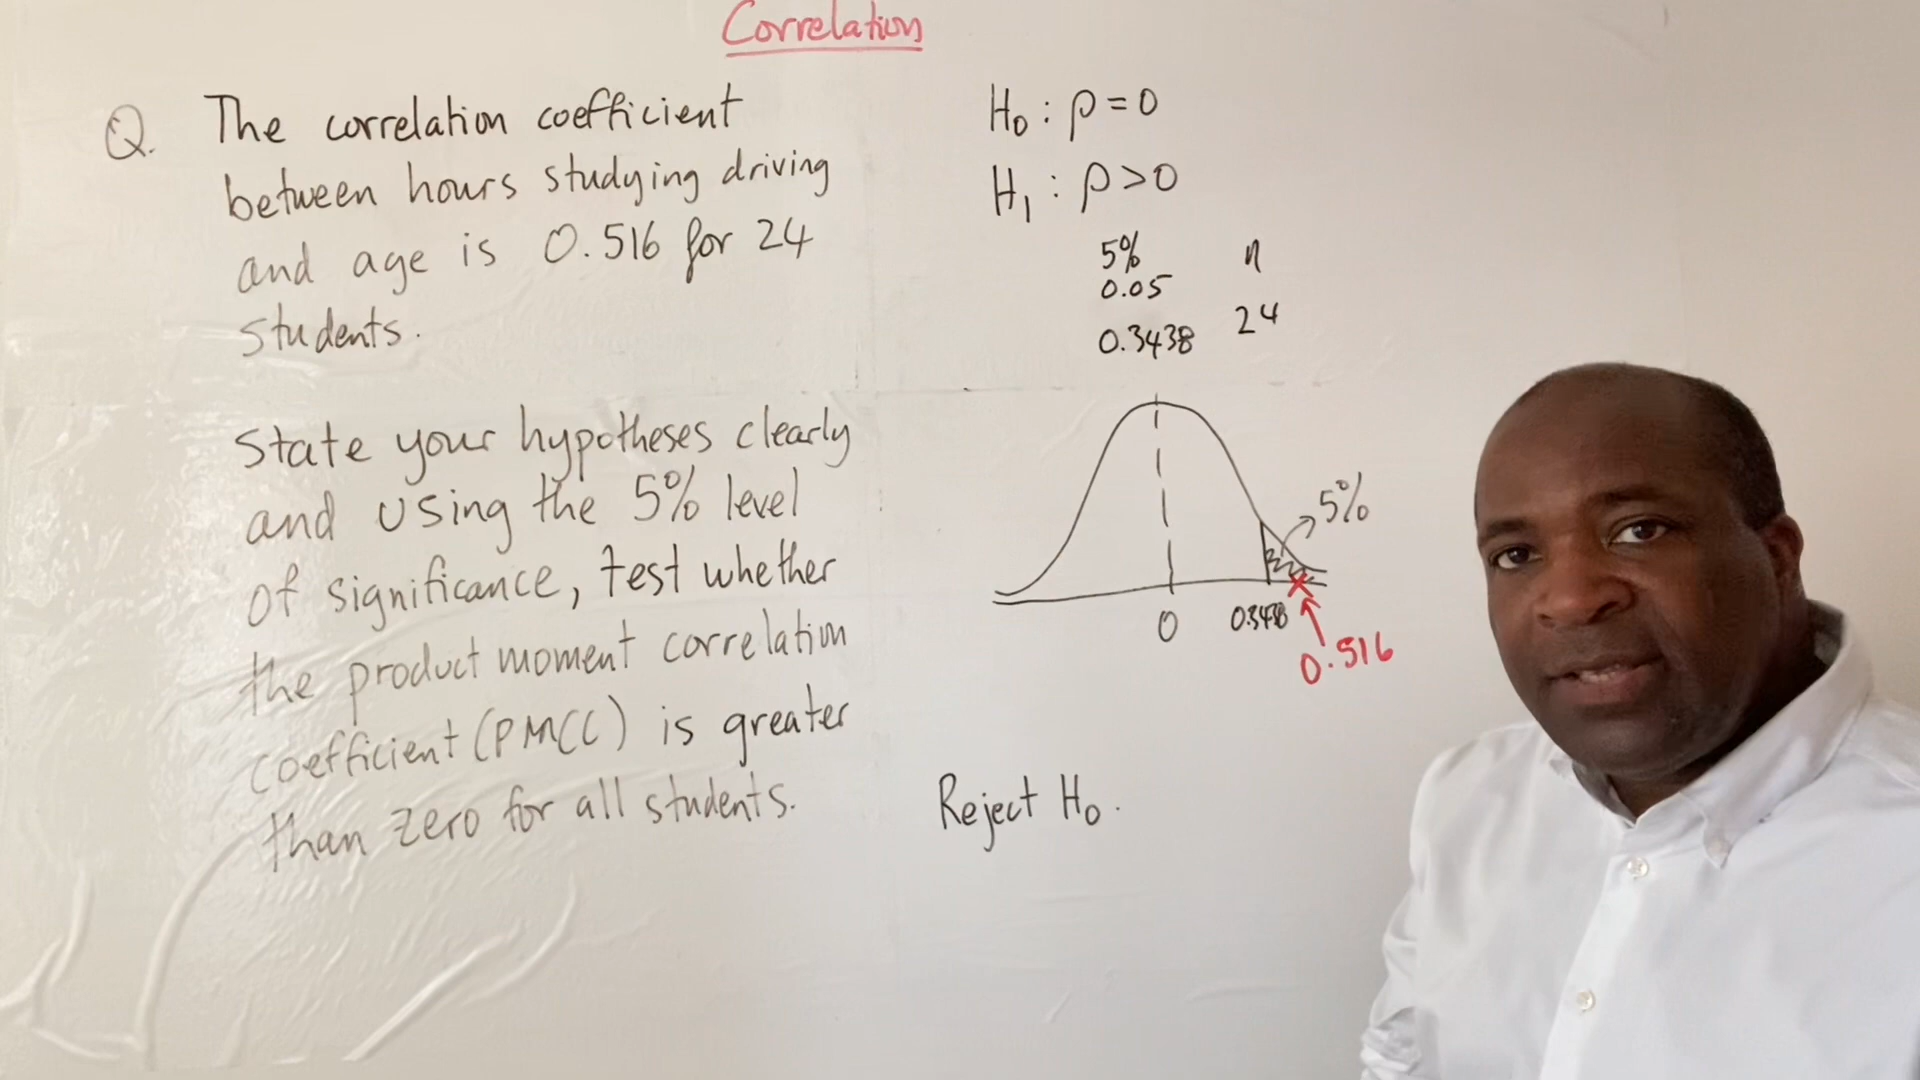 Correlation
Q. The correlation coefficient
between hours studying driving
and age is 0.516 for 24
students.
State your hypotheses clearly
and using the 5% level
of significance, test whether
the product moment correlation
coefficient (PMCC) is greater
than zero for all students.
H₀ : ρ = 0
H₁ : ρ > 0
5% n
0.05
0.3438 24
5%
0 0.3438
0.516
Reject H₀.